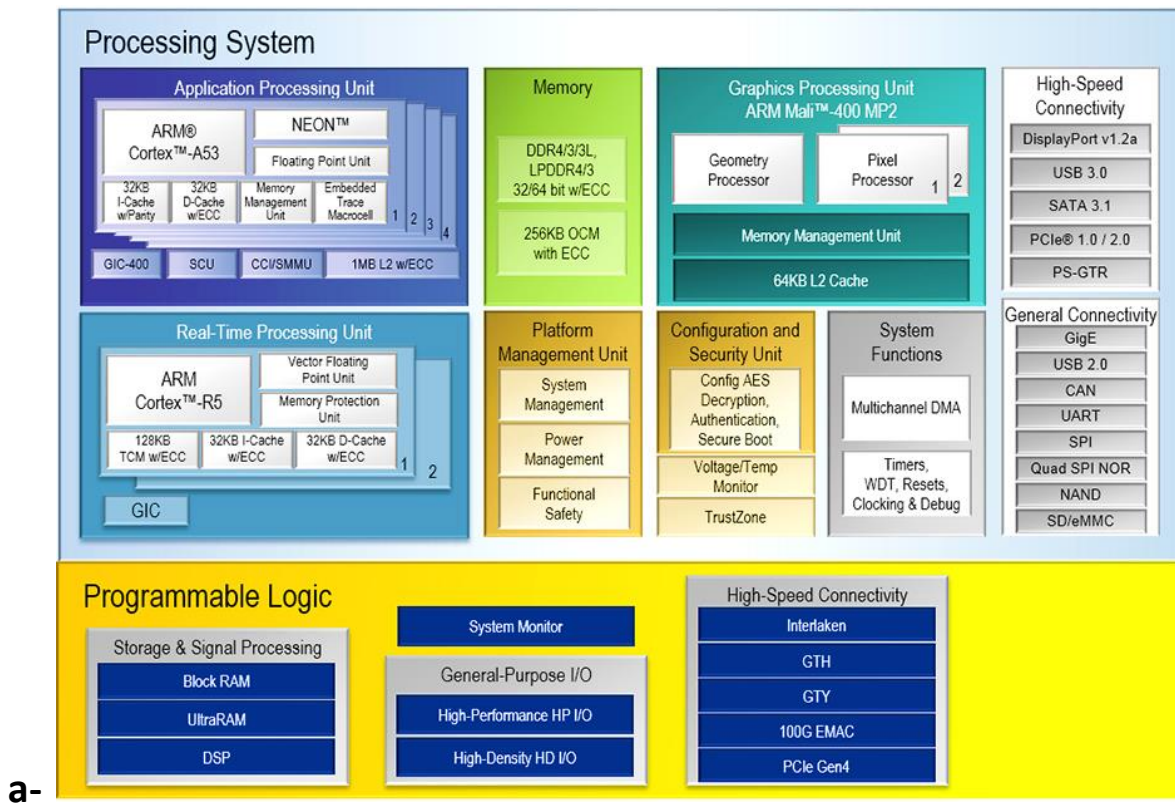 Processing System
Application Processing Unit
ARM®
Cortex™-A53
NEON™
Floating Point Unit
32KB
I-Cache
w/Parity
32KB
D-Cache
w/ECC
Memory
Management
Unit
Embedded
Trace
Macrocell
1
2
3
4
GIC-400
SCU
CCI/SMMU
1MB L2 w/ECC
Memory
DDR4/3/3L,
LPDDR4/3
32/64 bit w/ECC
256KB OCM
with ECC
Graphics Processing Unit
ARM Mali™-400 MP2
Geometry
Processor
Pixel
Processor
1
2
Memory Management Unit
64KB L2 Cache
High-Speed
Connectivity
DisplayPort v1.2a
USB 3.0
SATA 3.1
PCIe® 1.0 / 2.0
PS-GTR
Real-Time Processing Unit
ARM
Cortex™-R5
Vector Floating
Point Unit
Memory Protection
Unit
128KB
TCM w/ECC
32KB I-Cache
w/ECC
32KB D-Cache
w/ECC
1
2
GIC
Platform
Management Unit
System
Management
Power
Management
Functional
Safety
Configuration and
Security Unit
Config AES
Decryption,
Authentication,
Secure Boot
Voltage/Temp
Monitor
TrustZone
System
Functions
Multichannel DMA
Timers,
WDT, Resets,
Clocking & Debug
General Connectivity
GigE
USB 2.0
CAN
UART
SPI
Quad SPI NOR
NAND
SD/eMMC
Programmable Logic
Storage & Signal Processing
Block RAM
UltraRAM
DSP
System Monitor
General-Purpose I/O
High-Performance HP I/O
High-Density HD I/O
High-Speed Connectivity
Interlaken
GTH
GTY
100G EMAC
PCIe Gen4
a-